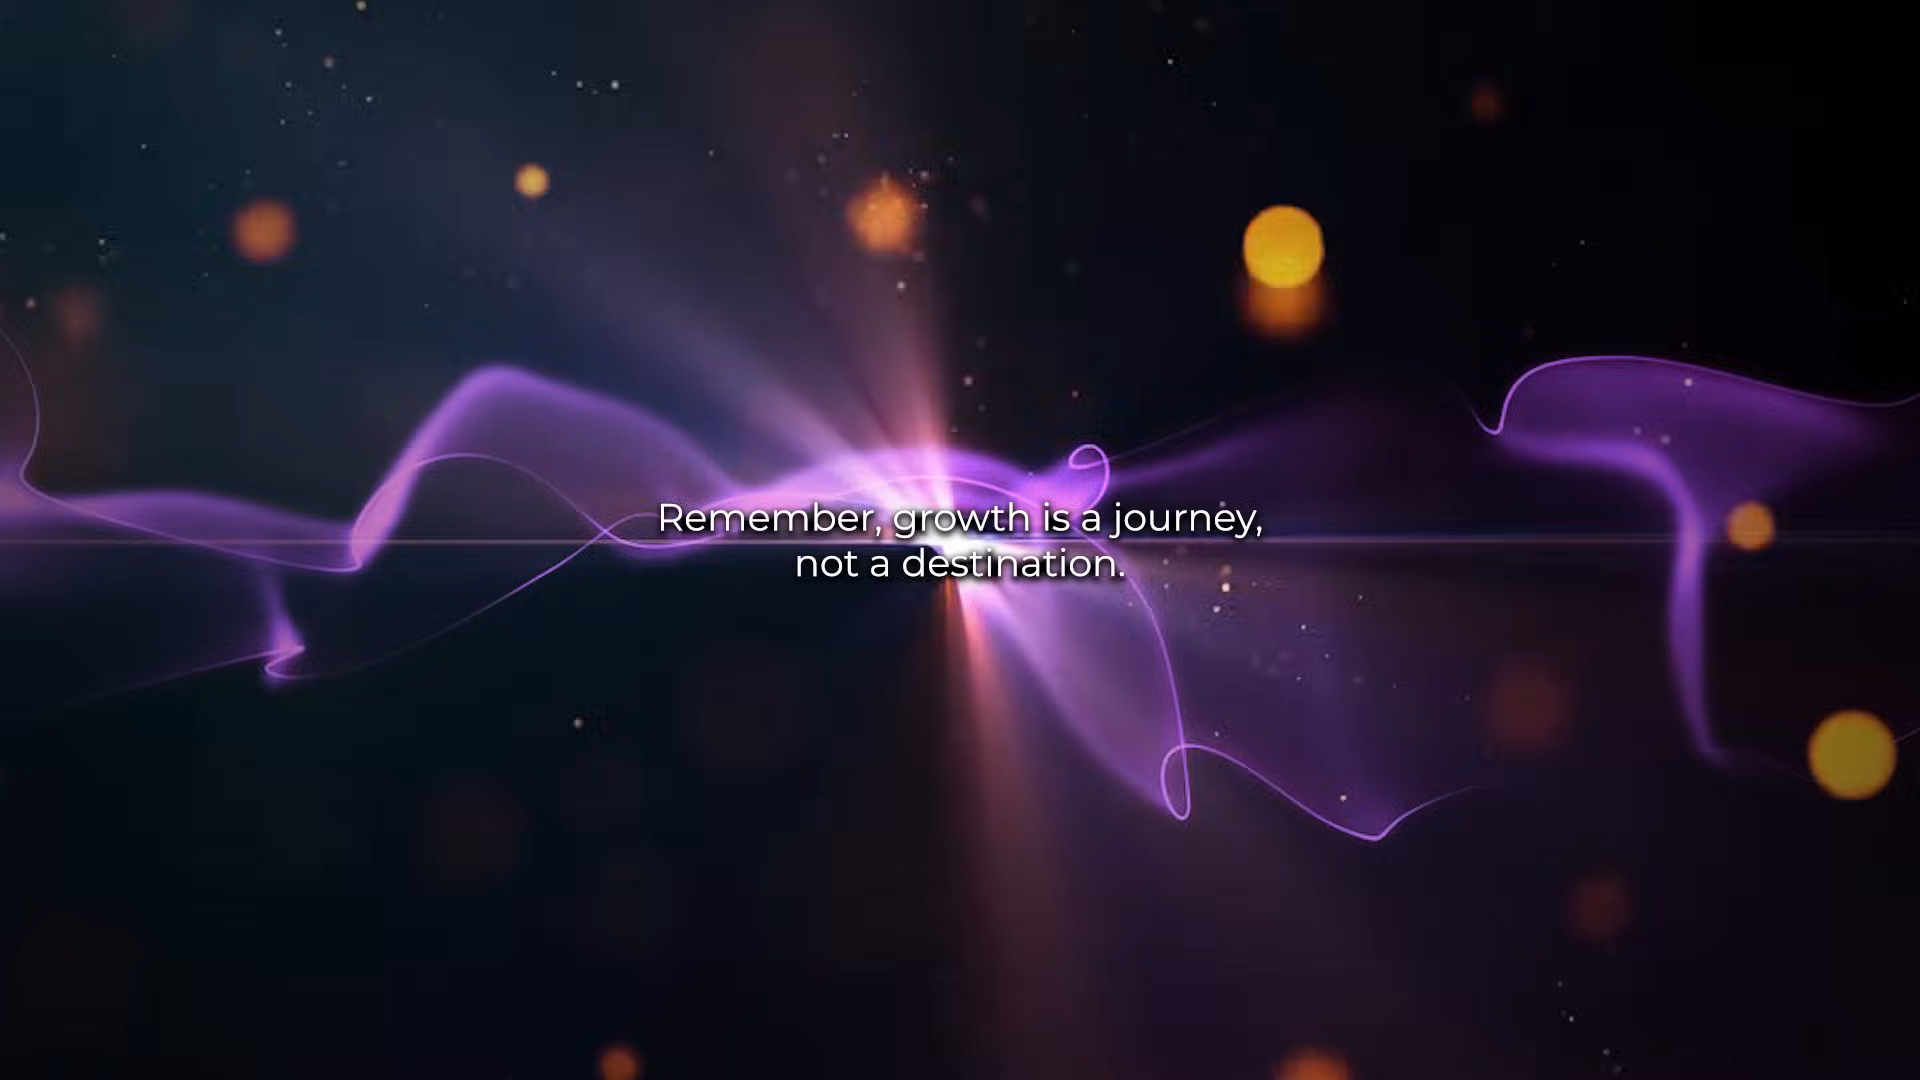 Remember, growth is a journey,
not a destination.